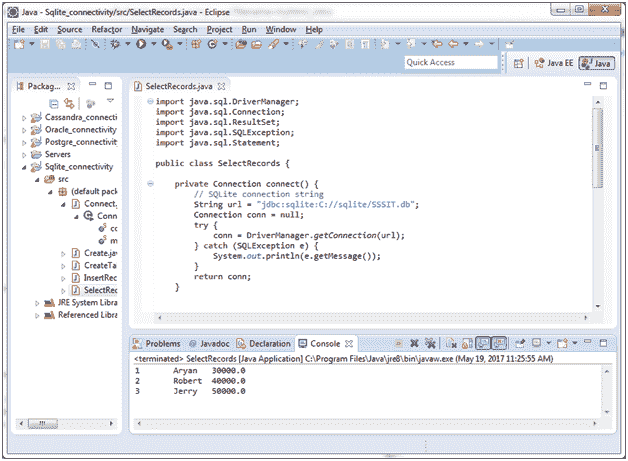 Java - Sqlite_connectivity/src/SelectRecords.java - Eclipse
File Edit Source Refactor Navigate Search Project Run Window Help
Quick Access
Java EE
Java
Packag...
Cassandra_connecti
Oracle_connectivity
Postgre_connectivity
Servers
Sqlite_connectivity
src
(default pack
Connect.
Conn
co
m
Create.jav
CreateTa
InsertRec
SelectRec
JRE System Libra
Referenced Librar
SelectRecords.java
import java.sql.DriverManager;
import java.sql.Connection;
import java.sql.ResultSet;
import java.sql.SQLException;
import java.sql.Statement;
public class SelectRecords {
private Connection connect() {
// SQLite connection string
String url = "jdbc:sqlite:C://sqlite/SSSIT.db";
Connection conn = null;
try {
conn = DriverManager.getConnection(url);
} catch (SQLException e) {
System.out.println(e.getMessage());
}
return conn;
}
Problems @ Javadoc Declaration Console
<terminated> SelectRecords [Java Application] C:\Program Files\Java\jre8\bin\javaw.exe (May 19, 2017 11:25:55 AM)
1 Aryan 30000.0
2 Robert 40000.0
3 Jerry 50000.0